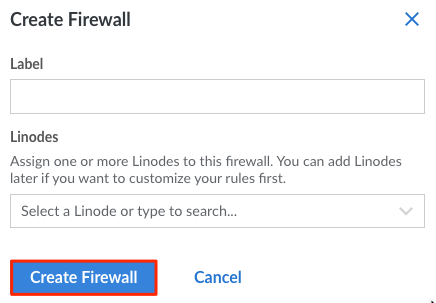 Create Firewall
Label
Linodes
Assign one or more Linodes to this firewall. You can add Linodes
later if you want to customize your rules first.
Select a Linode or type to search...
Create Firewall
Cancel